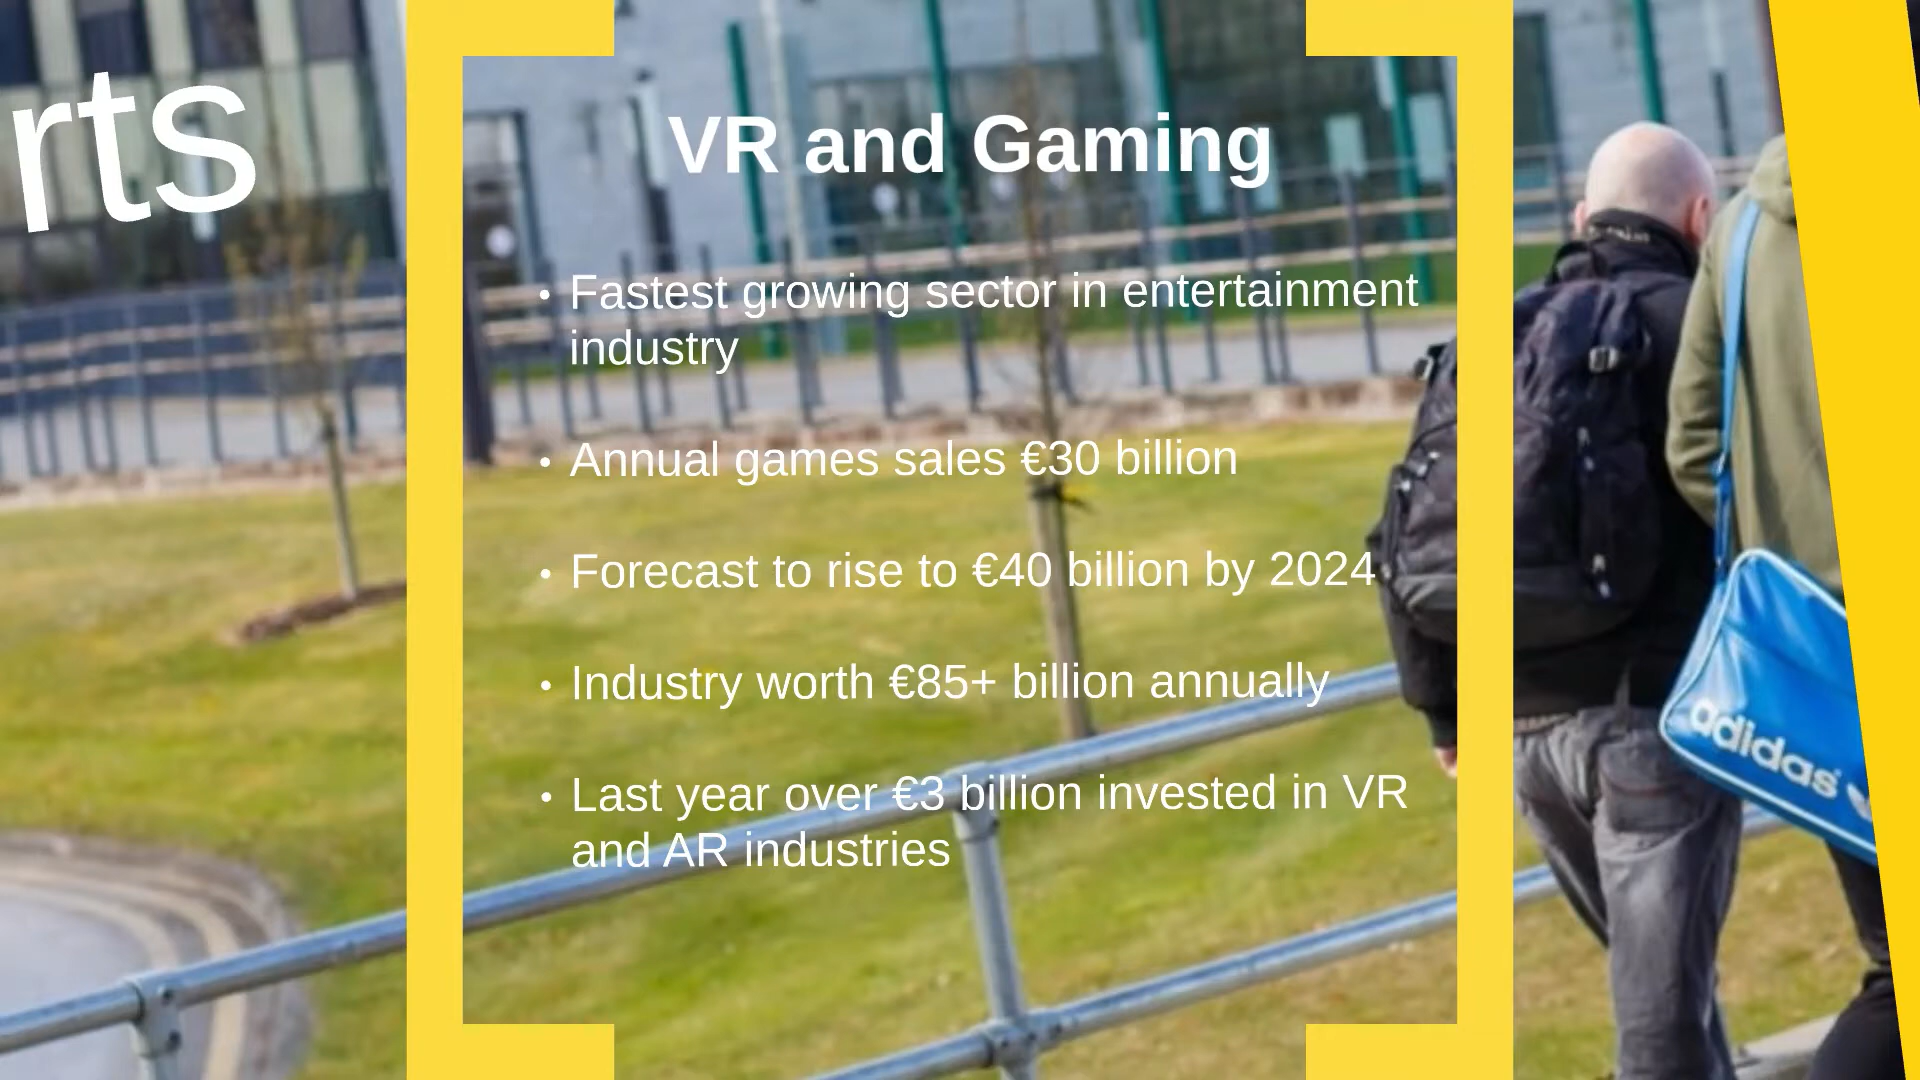 rts
VR and Gaming
• Fastest growing sector in entertainment
industry
• Annual games sales €30 billion
• Forecast to rise to €40 billion by 2024
• Industry worth €85+ billion annually
• Last year over €3 billion invested in VR
and AR industries
adidas